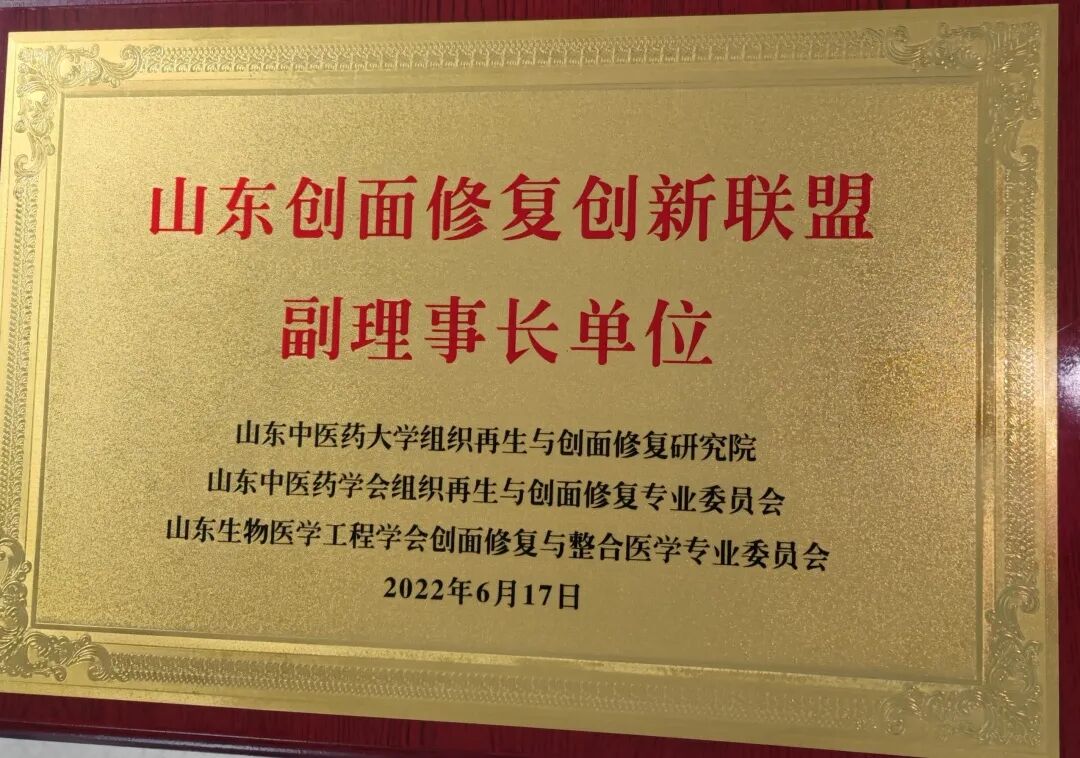 山东创面修复创新联盟
副理事长单位
山东中医药大学组织再生与创面修复研究院
山东中医药学会组织再生与创面修复专业委员会
山东生物医学工程学会创面修复与整合医学专业委员会
2022年6月17日